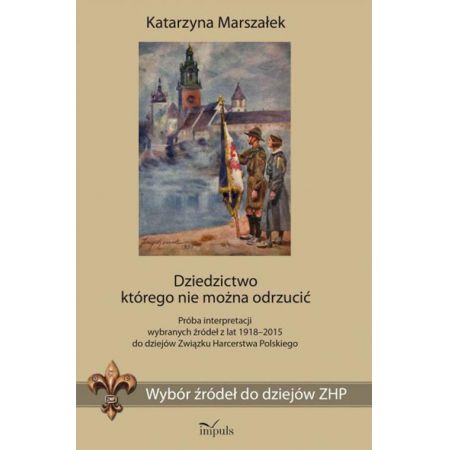 Katarzyna Marszałek
Dziedzictwo
którego nie można odrzucić
Próba interpretacji
wybranych źródeł z lat 1918–2015
do dziejów Związku Harcerstwa Polskiego
ZHP
Wybór źródeł do dziejów ZHP
impuls